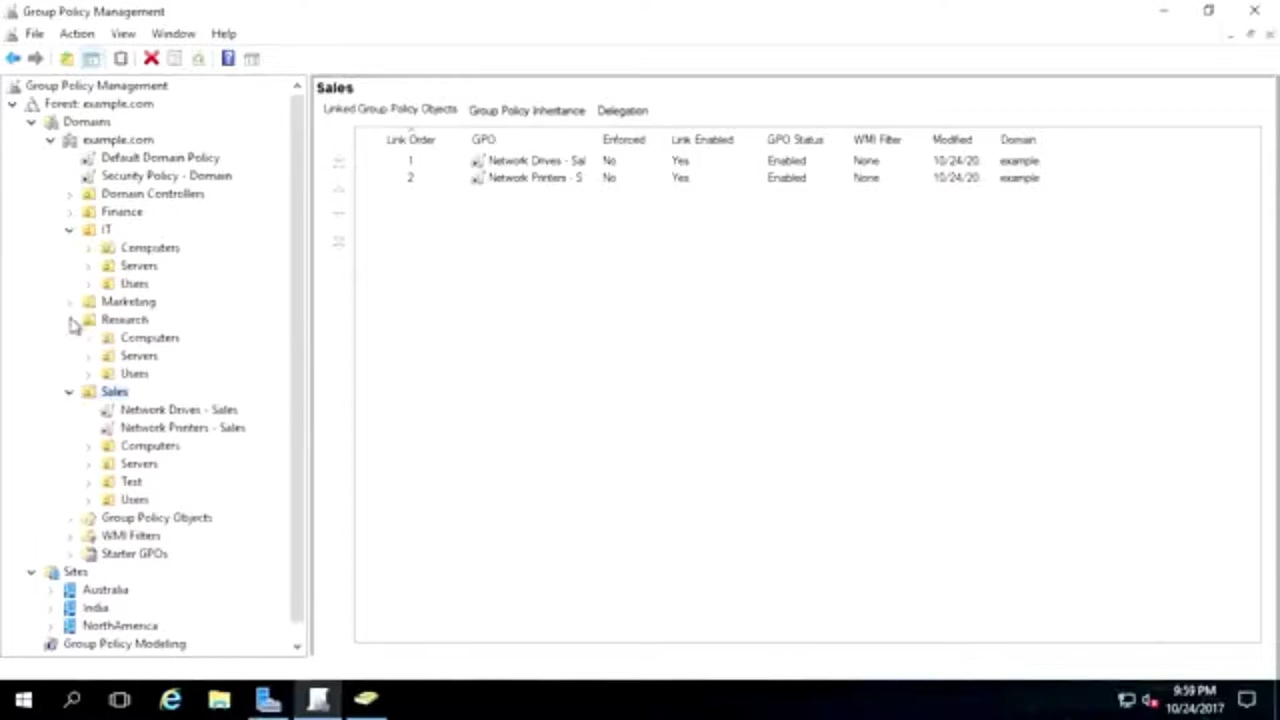 Group Policy Management
File Action View Window Help
Group Policy Management
Forest: example.com
Domains
example.com
Default Domain Policy
Security Policy - Domain
Domain Controllers
Finance
IT
Computers
Servers
Users
Marketing
Research
Computers
Servers
Users
Sales
Network Drives - Sales
Network Printers - Sales
Computers
Servers
Test
Users
Group Policy Objects
WMI Filters
Starter GPOs
Sites
Australia
India
NorthAmerica
Group Policy Modeling
Sales
Linked Group Policy Objects Group Policy Inheritance Delegation
Link Order GPO Enforced Link Enabled GPO Status WMI Filter Modified Domain
1 Network Drives - Sal No Yes Enabled None 10/24/20 example
2 Network Printers - S No Yes Enabled None 10/24/20 example
9:59 PM
10/24/2017